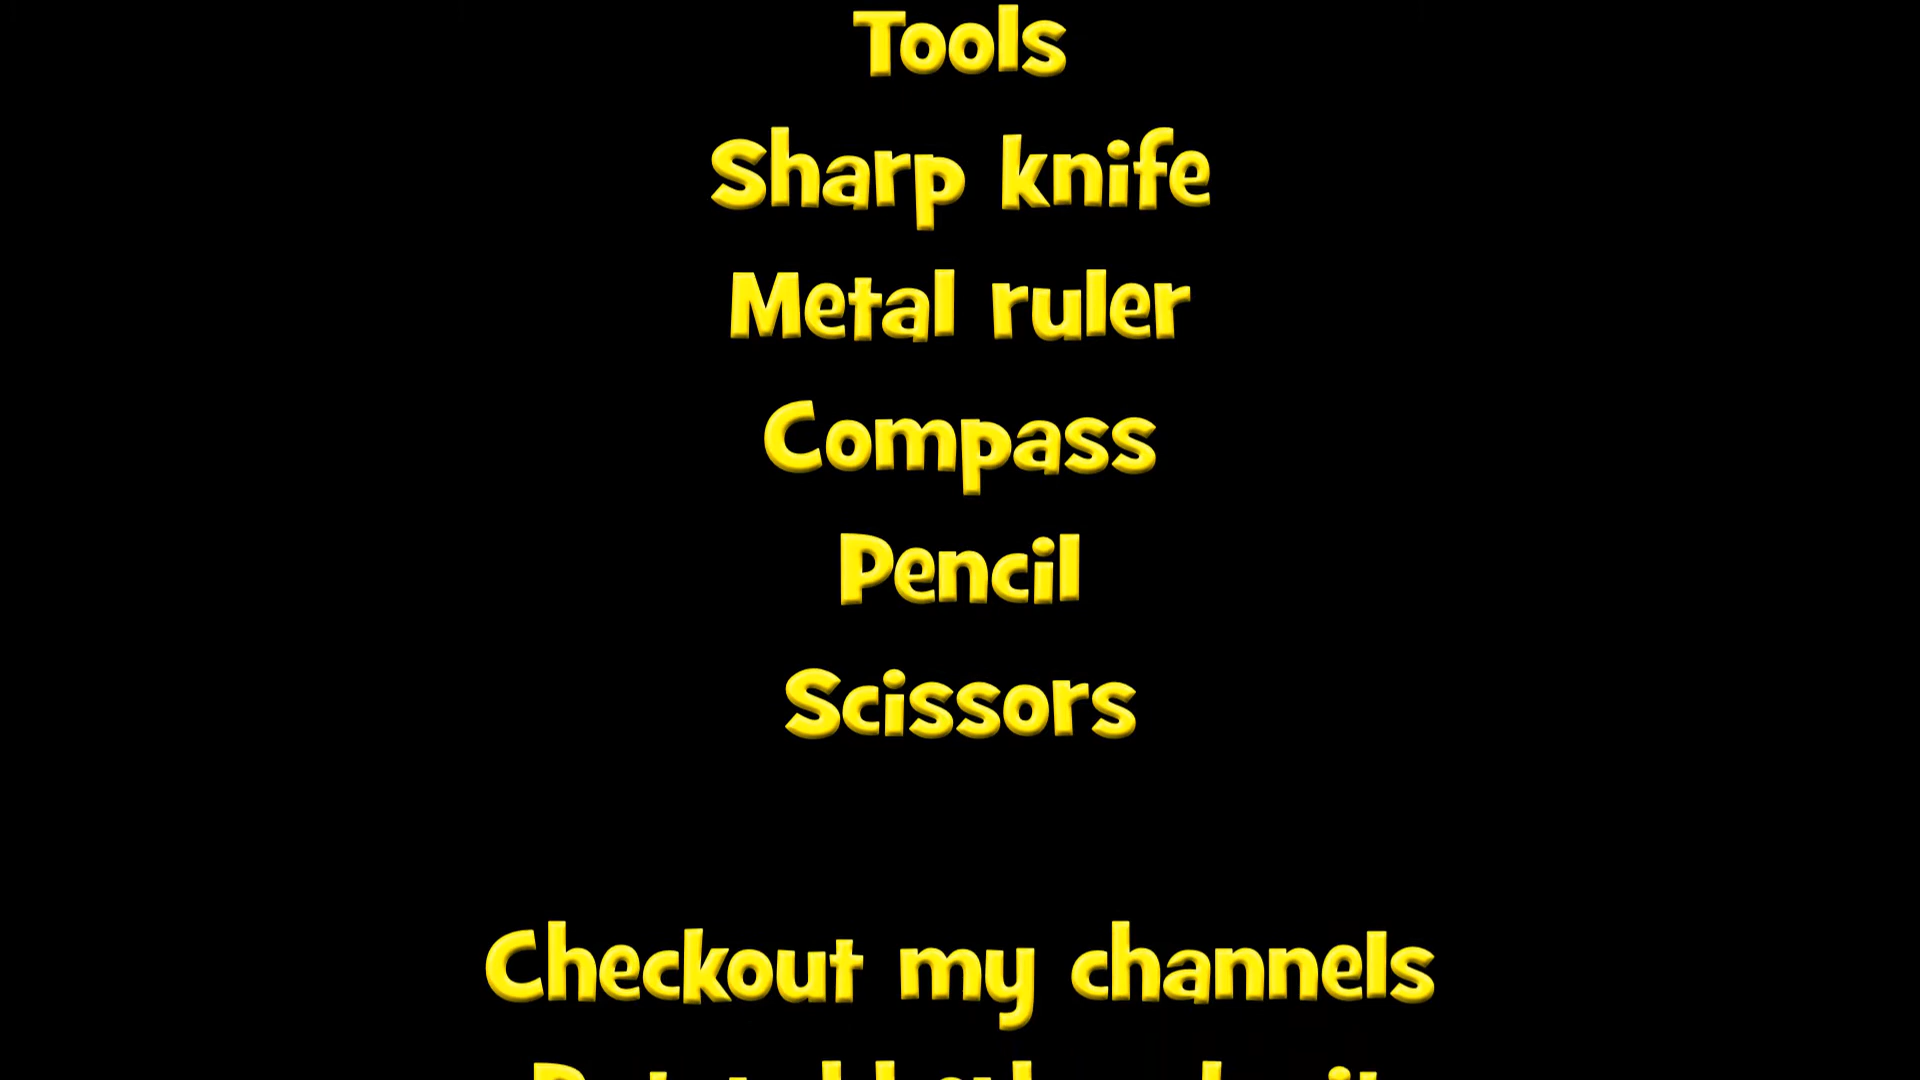 Tools
Sharp knife
Metal ruler
Compass
Pencil
Scissors
Checkout my channels